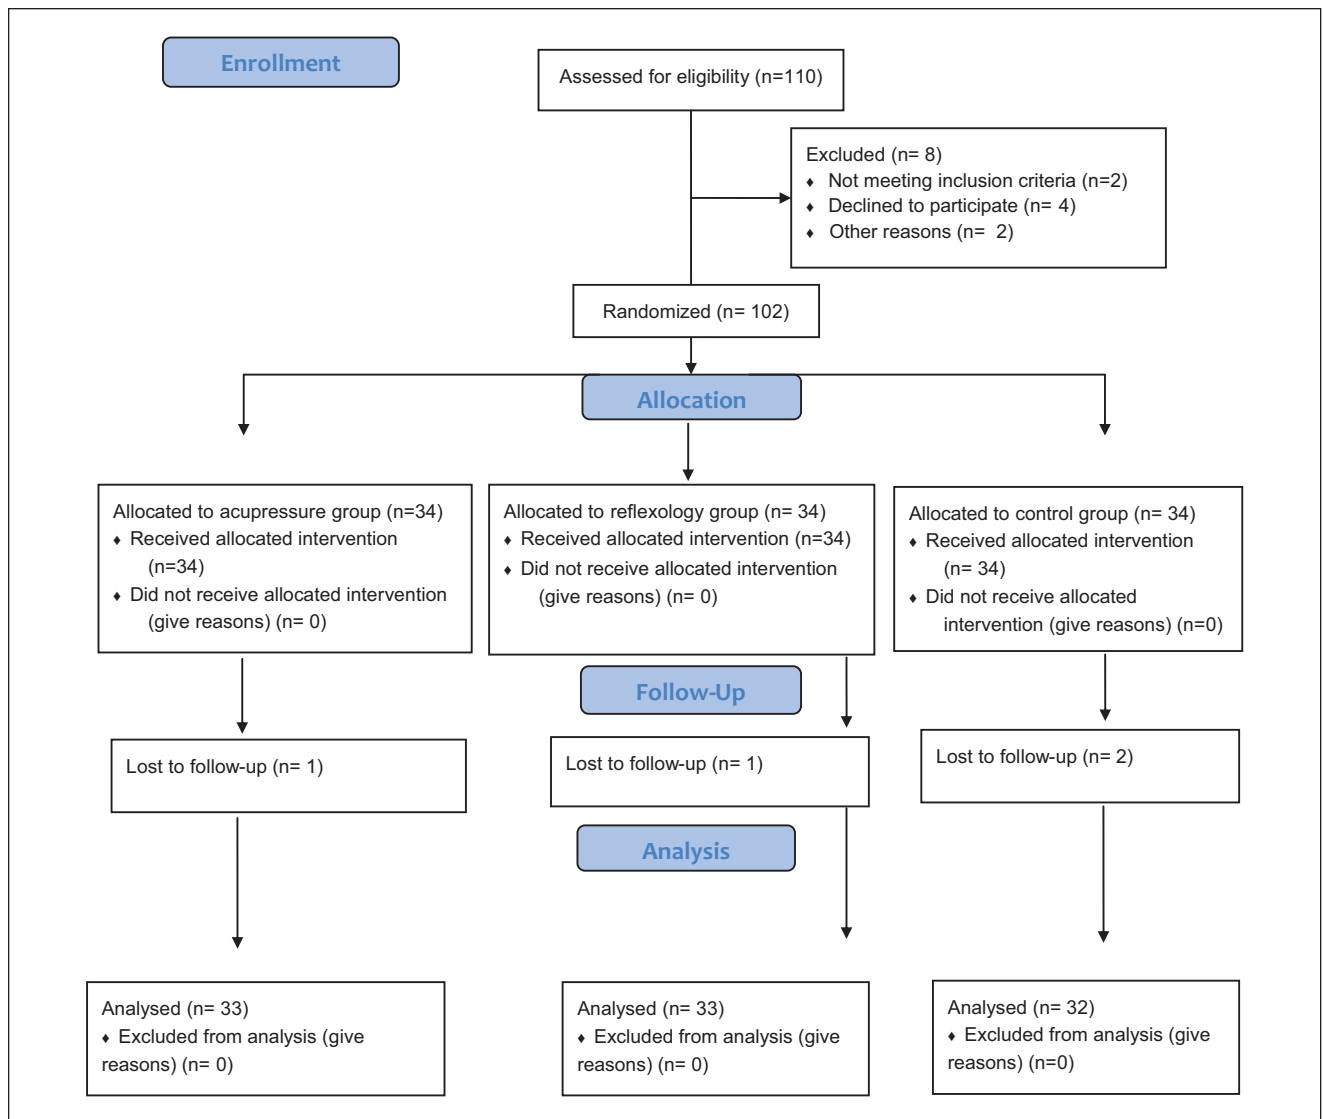 Enrollment
Assessed for eligibility (n=110)
Excluded (n= 8)
♦ Not meeting inclusion criteria (n=2)
♦ Declined to participate (n= 4)
♦ Other reasons (n= 2)
Randomized (n= 102)
Allocation
Allocated to acupressure group (n=34)
♦ Received allocated intervention
(n=34)
♦ Did not receive allocated intervention
(give reasons) (n= 0)
Allocated to reflexology group (n= 34)
♦ Received allocated intervention (n=34)
♦ Did not receive allocated intervention
(give reasons) (n= 0)
Allocated to control group (n= 34)
♦ Received allocated intervention
(n= 34)
♦ Did not receive allocated
intervention (give reasons) (n=0)
Follow-Up
Lost to follow-up (n= 1)
Lost to follow-up (n= 1)
Lost to follow-up (n= 2)
Analysis
Analysed (n= 33)
♦ Excluded from analysis (give
reasons) (n= 0)
Analysed (n= 33)
♦ Excluded from analysis (give
reasons) (n= 0)
Analysed (n= 32)
♦ Excluded from analysis (give
reasons) (n=0)